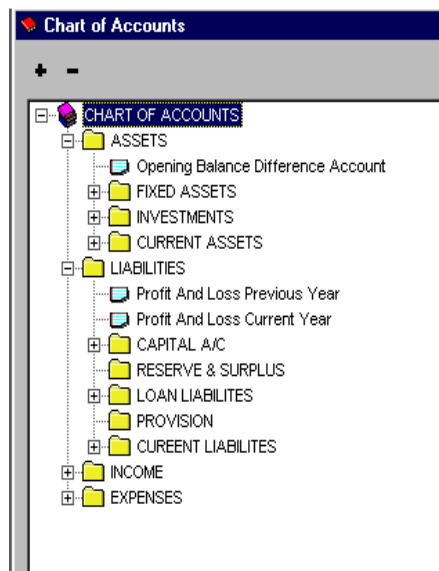 Chart of Accounts
+ -
CHART OF ACCOUNTS
ASSETS
Opening Balance Difference Account
FIXED ASSETS
INVESTMENTS
CURRENT ASSETS
LIABILITIES
Profit And Loss Previous Year
Profit And Loss Current Year
CAPITAL A/C
RESERVE & SURPLUS
LOAN LIABILITES
PROVISION
CUREENT LIABILITES
INCOME
EXPENSES